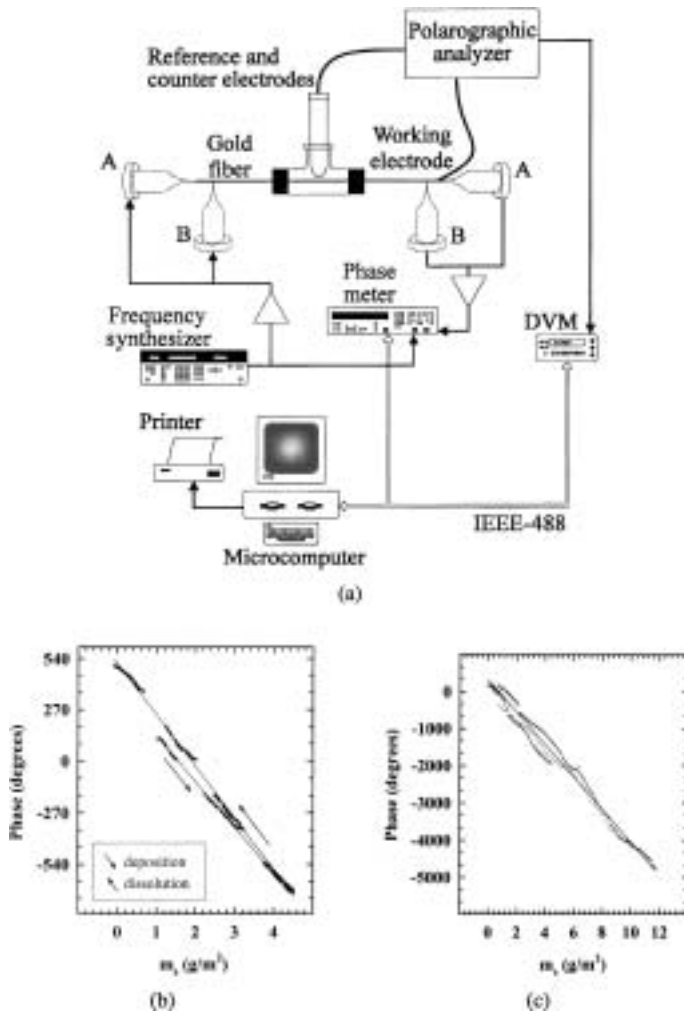 Polarographic
analyzer
Reference and
counter electrodes
Working
electrode
Gold
fiber
A
A
B
B
Phase
meter
Frequency
synthesizer
DVM
Printer
IEEE-488
Microcomputer
(a)
540
270
0
-270
-540
Phase (degrees)
deposition
dissolution
0 1 2 3 4
m_s (g/m²)
(b)
0
-1000
-2000
-3000
-4000
-5000
Phase (degrees)
0 2 4 6 8 10 12
m_s (g/m²)
(c)